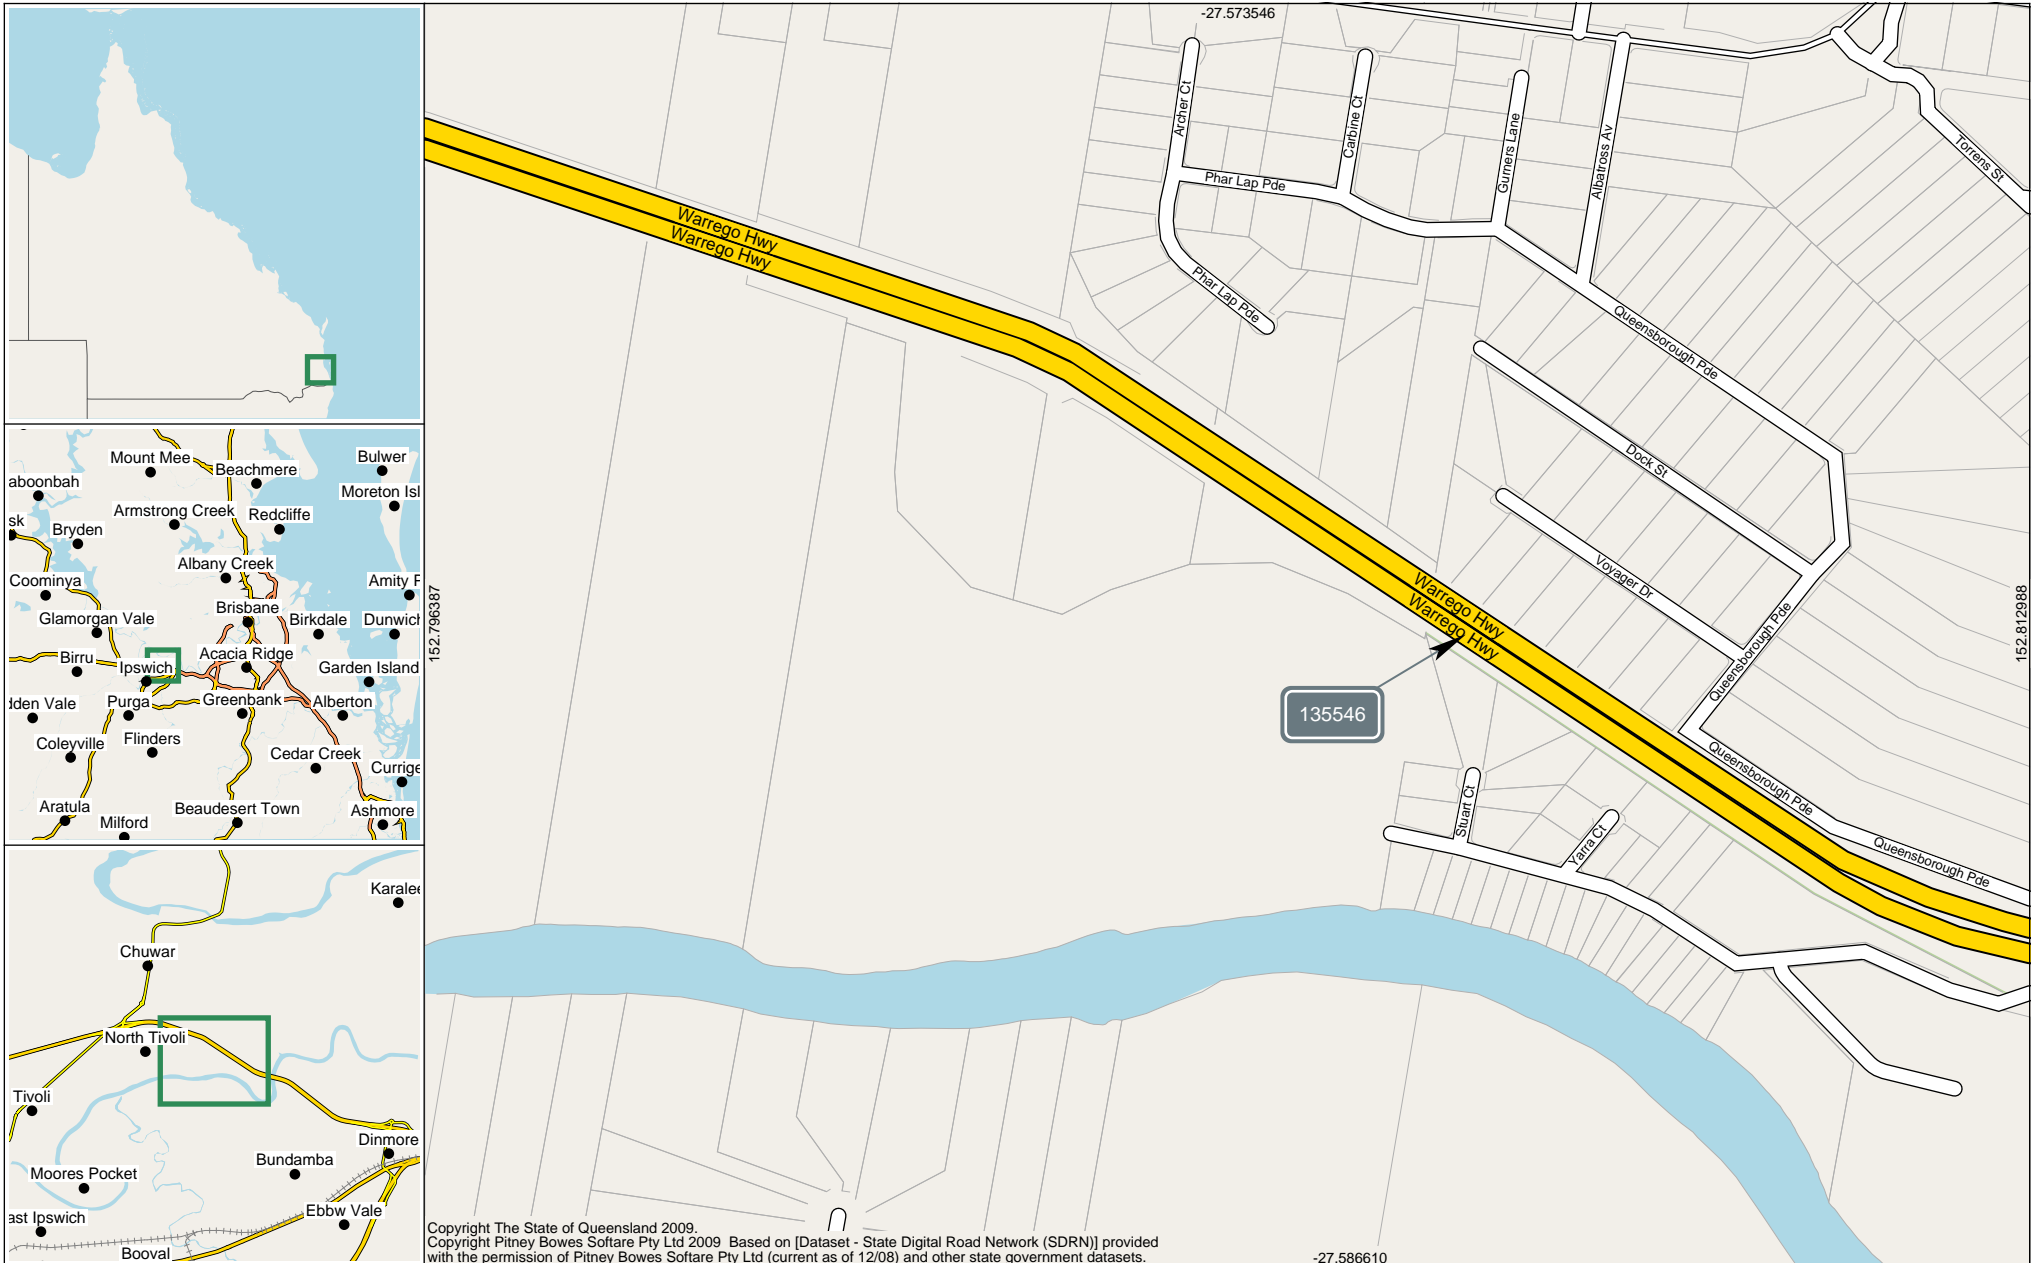 Mount Mee
Beachmere
Bulwer
aboonbah
Moreton Isl
Armstrong Creek
Redcliffe
sk
Bryden
Albany Creek
Coominya
Amity
Brisbane
Glamorgan Vale
Birkdale
Dunwich
Birru
Ipswich
Acacia Ridge
Garden Island
dden Vale
Purga
Greenbank
Alberton
Coleyville
Flinders
Cedar Creek
Currige
Aratula
Milford
Beaudesert Town
Ashmore
Karalee
Chuwar
North Tivoli
Tivoli
Dinmore
Bundamba
Moores Pocket
ast Ipswich
Ebbw Vale
Booval
-27.573546
152.796387
152.812988
-27.586610
Archer Ct
Carbine Ct
Gurners Lane
Albatross Av
Torrens St
Phar Lap Pde
Phar Lap Pde
Warrego Hwy
Warrego Hwy
Queensborough Pde
Dock St
Voyager Dr
Warrego Hwy
Warrego Hwy
Queensborough Pde
135546
Queensborough Pde
Queensborough Pde
Stuart Ct
Yarra Ct
Copyright The State of Queensland 2009.
Copyright Pitney Bowes Softare Pty Ltd 2009 Based on [Dataset - State Digital Road Network (SDRN)] provided
with the permission of Pitney Bowes Softare Pty Ltd (current as of 12/08) and other state government datasets.